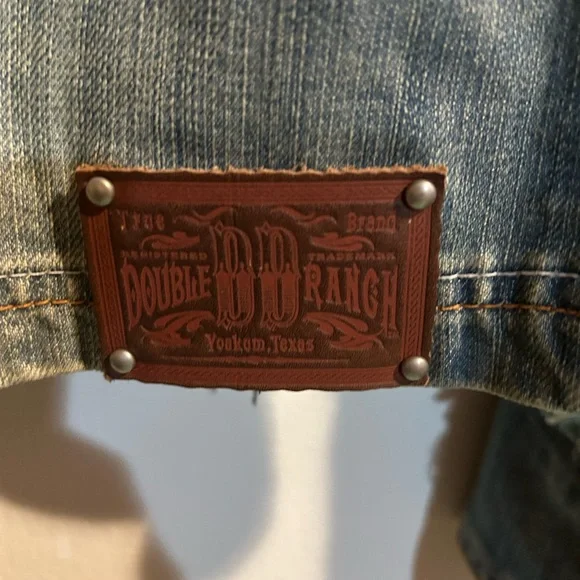 True Brand
REGISTERED TRADEMARK
DOUBLE DD RANCH
Yoakum, Texas